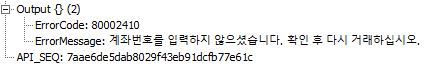 Output {} (2)
ErrorCode: 80002410
ErrorMessage: 계좌번호를 입력하지 않으셨습니다. 확인 후 다시 거래하십시오.
API_SEQ: 7aae6de5dab8029f43eb91dcfb77e61c